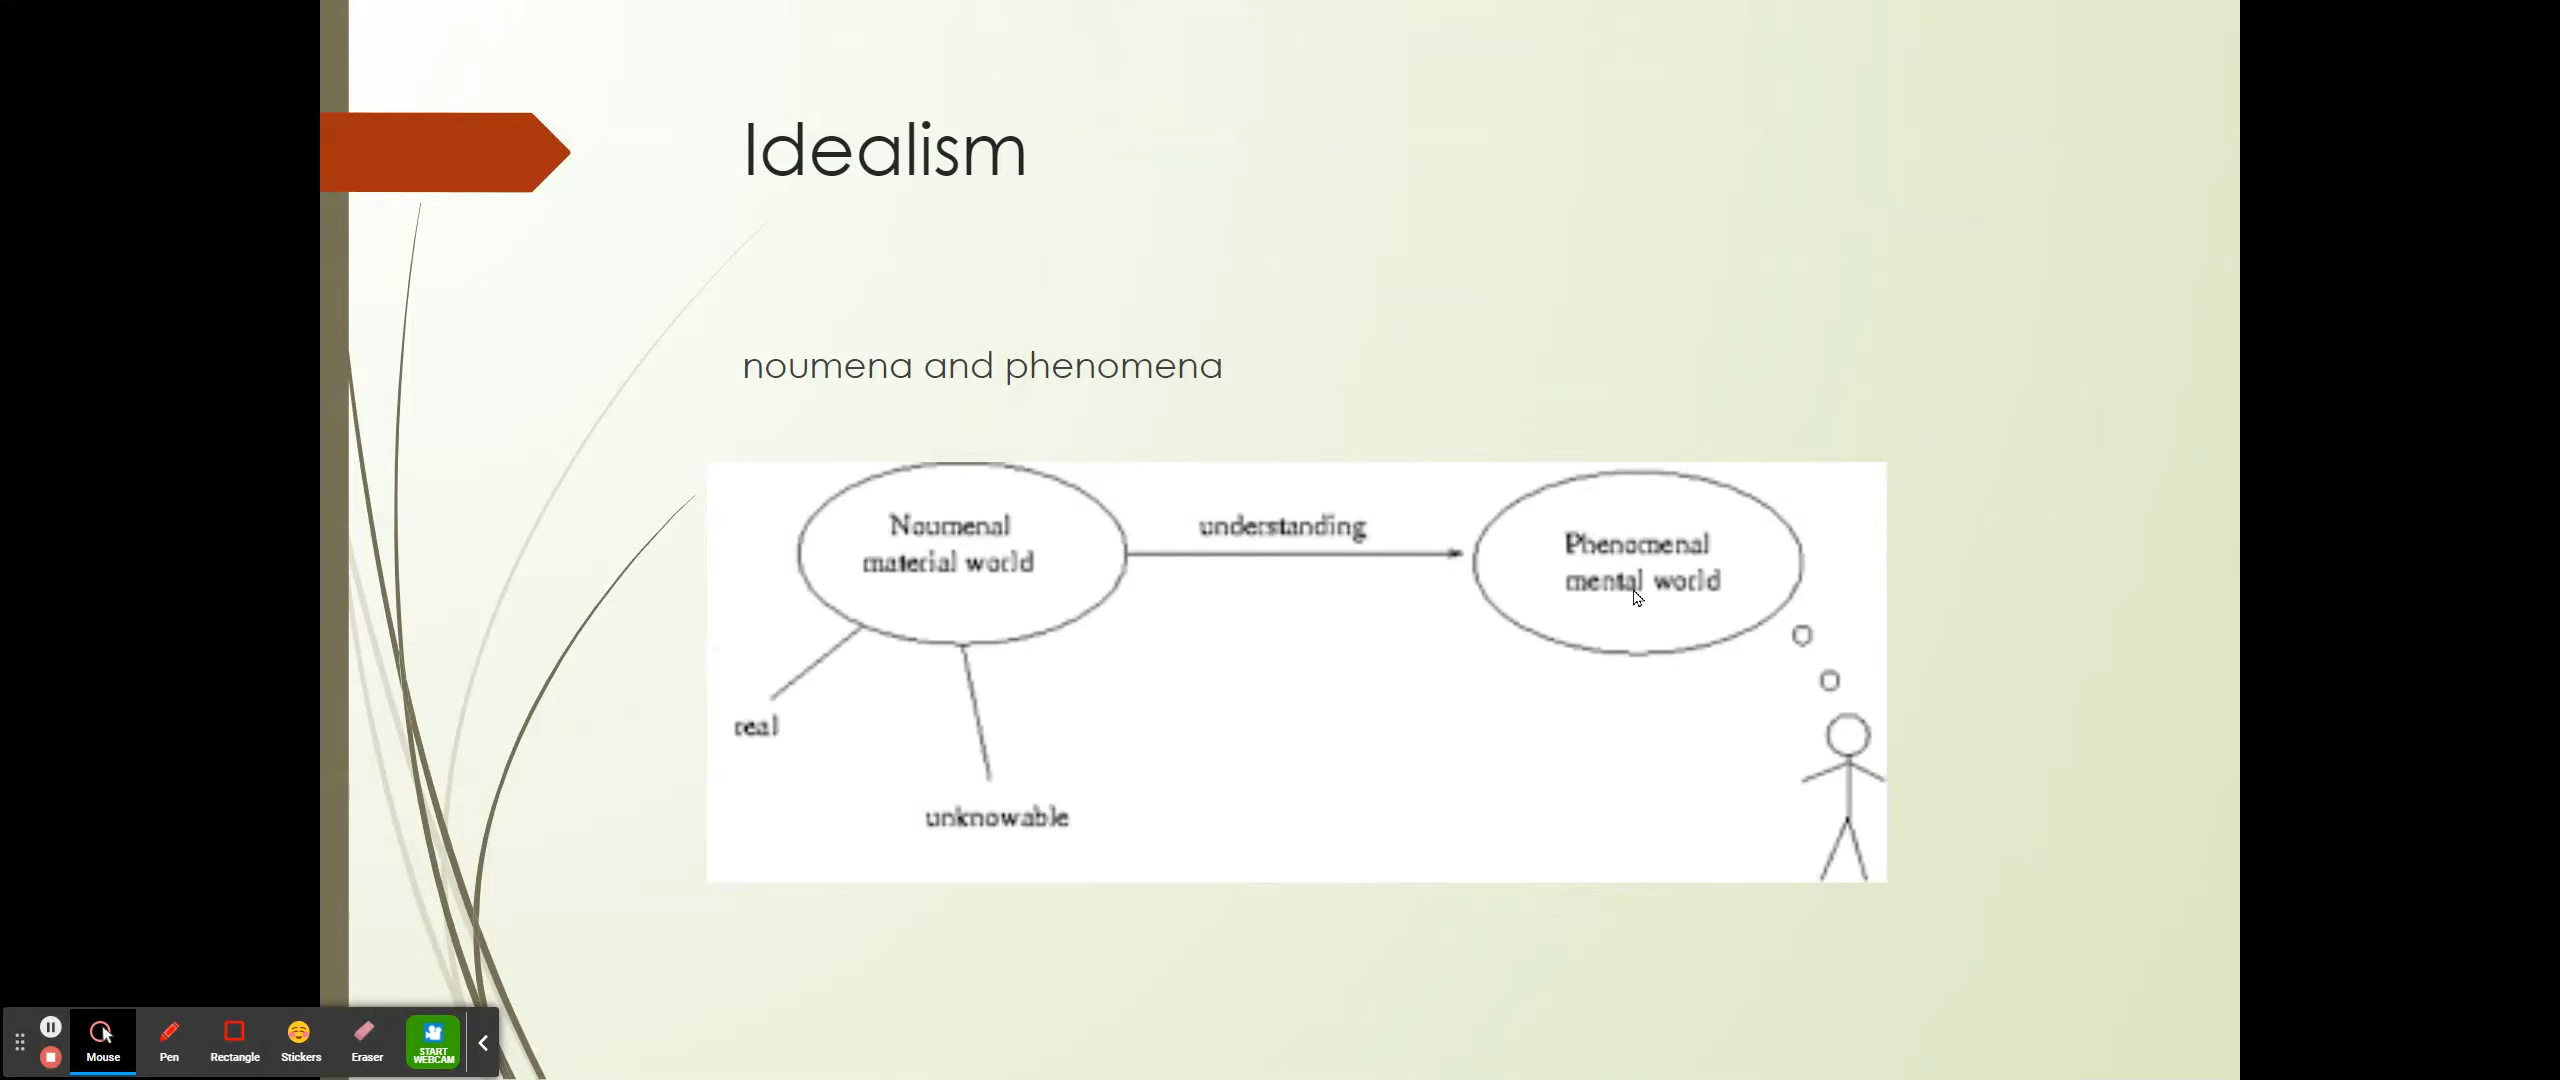 Idealism
noumena and phenomena
Noumenal
material world
understanding
Phenomenal
mental world
real
unknowable
Mouse
Pen
Rectangle
Stickers
Eraser
START
WEBCAM